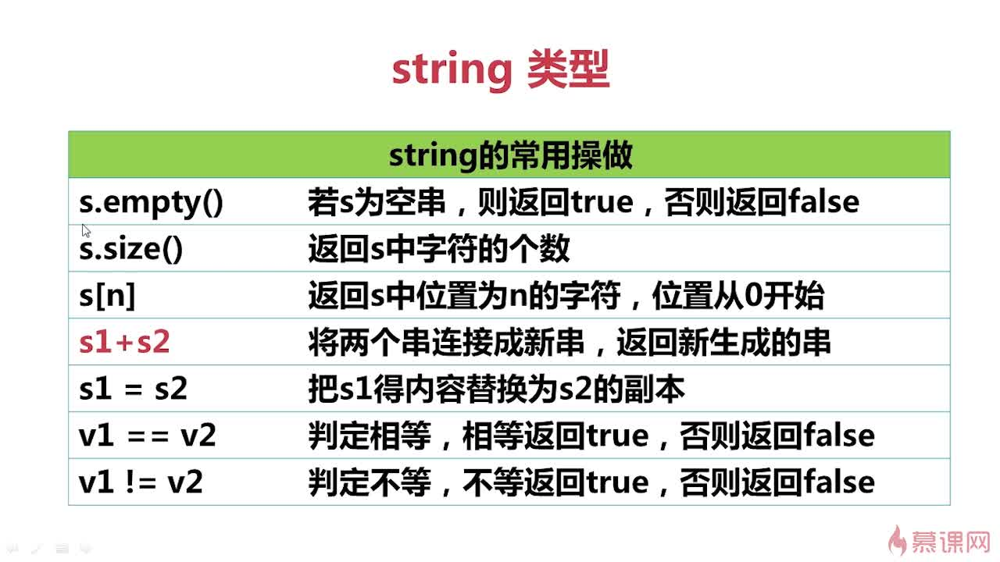 string 类型
string的常用操做
s.empty() 若s为空串，则返回true，否则返回false
s.size() 返回s中字符的个数
s[n] 返回s中位置为n的字符，位置从0开始
s1+s2 将两个串连接成新串，返回新生成的串
s1 = s2 把s1得内容替换为s2的副本
v1 == v2 判定相等，相等返回true，否则返回false
v1 != v2 判定不等，不等返回true，否则返回false
慕课网